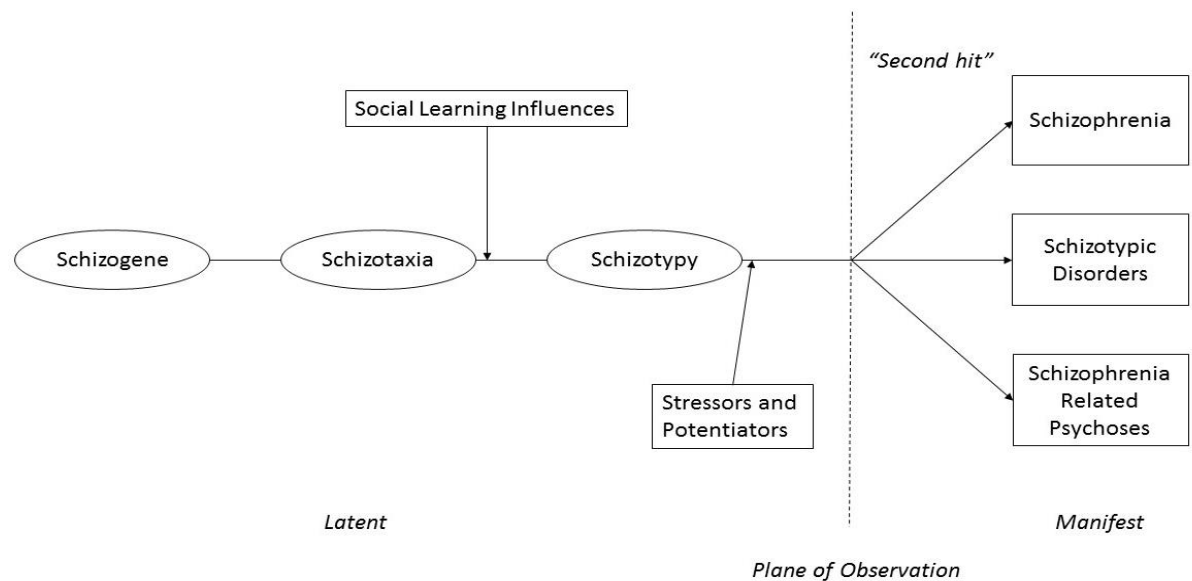 “Second hit”
Social Learning Influences
Schizophrenia
Schizogene
Schizotaxia
Schizotypy
Schizotypic
Disorders
Stressors and
Potentiators
Schizophrenia
Related
Psychoses
Latent
Manifest
Plane of Observation